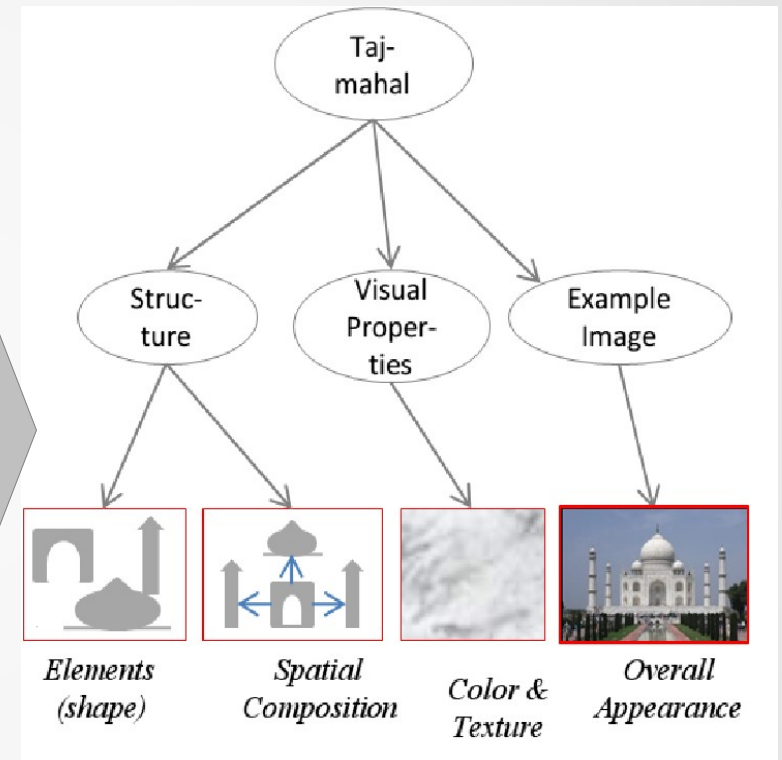 Taj-
mahal
Struc-
ture
Visual
Proper-
ties
Example
Image
Elements
(shape)
Spatial
Composition
Color &
Texture
Overall
Appearance